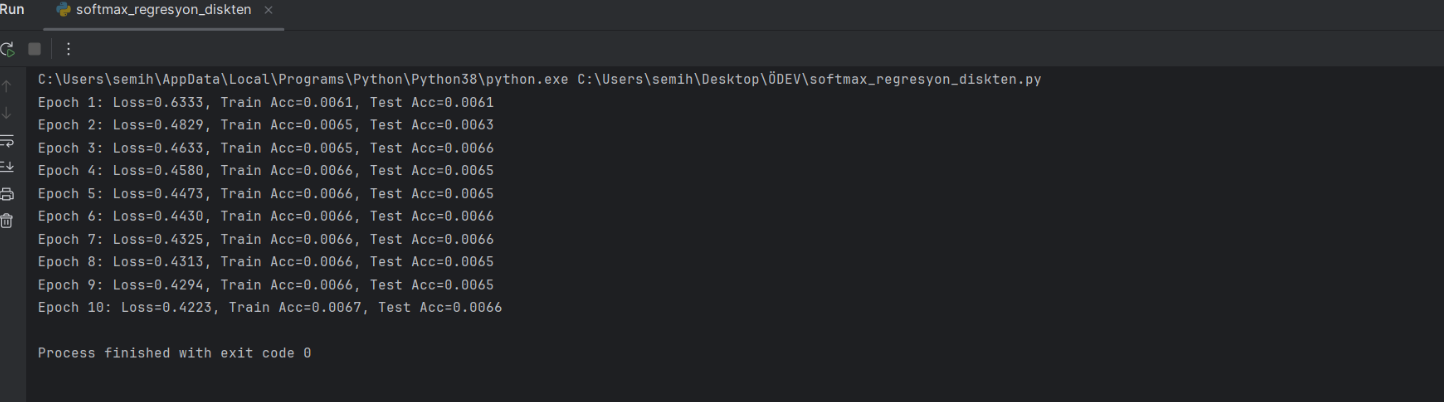 Run softmax_regresyon_diskten
C:\Users\semih\AppData\Local\Programs\Python\Python38\python.exe C:\Users\semih\Desktop\ÖDEV\softmax_regresyon_diskten.py
Epoch 1: Loss=0.6333, Train Acc=0.0061, Test Acc=0.0061
Epoch 2: Loss=0.4829, Train Acc=0.0065, Test Acc=0.0063
Epoch 3: Loss=0.4633, Train Acc=0.0065, Test Acc=0.0066
Epoch 4: Loss=0.4580, Train Acc=0.0066, Test Acc=0.0065
Epoch 5: Loss=0.4473, Train Acc=0.0066, Test Acc=0.0065
Epoch 6: Loss=0.4430, Train Acc=0.0066, Test Acc=0.0066
Epoch 7: Loss=0.4325, Train Acc=0.0066, Test Acc=0.0066
Epoch 8: Loss=0.4313, Train Acc=0.0066, Test Acc=0.0065
Epoch 9: Loss=0.4294, Train Acc=0.0066, Test Acc=0.0065
Epoch 10: Loss=0.4223, Train Acc=0.0067, Test Acc=0.0066
Process finished with exit code 0